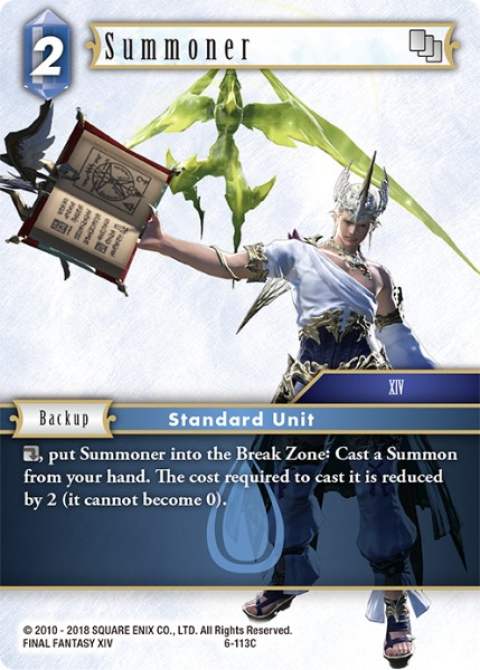 2
Summoner
XIV
Backup
Standard Unit
, put Summoner into the Break Zone: Cast a Summon
from your hand. The cost required to cast it is reduced
by 2 (it cannot become 0).
© 2010 - 2018 SQUARE ENIX CO., LTD. All Rights Reserved.
FINAL FANTASY XIV
6-113C